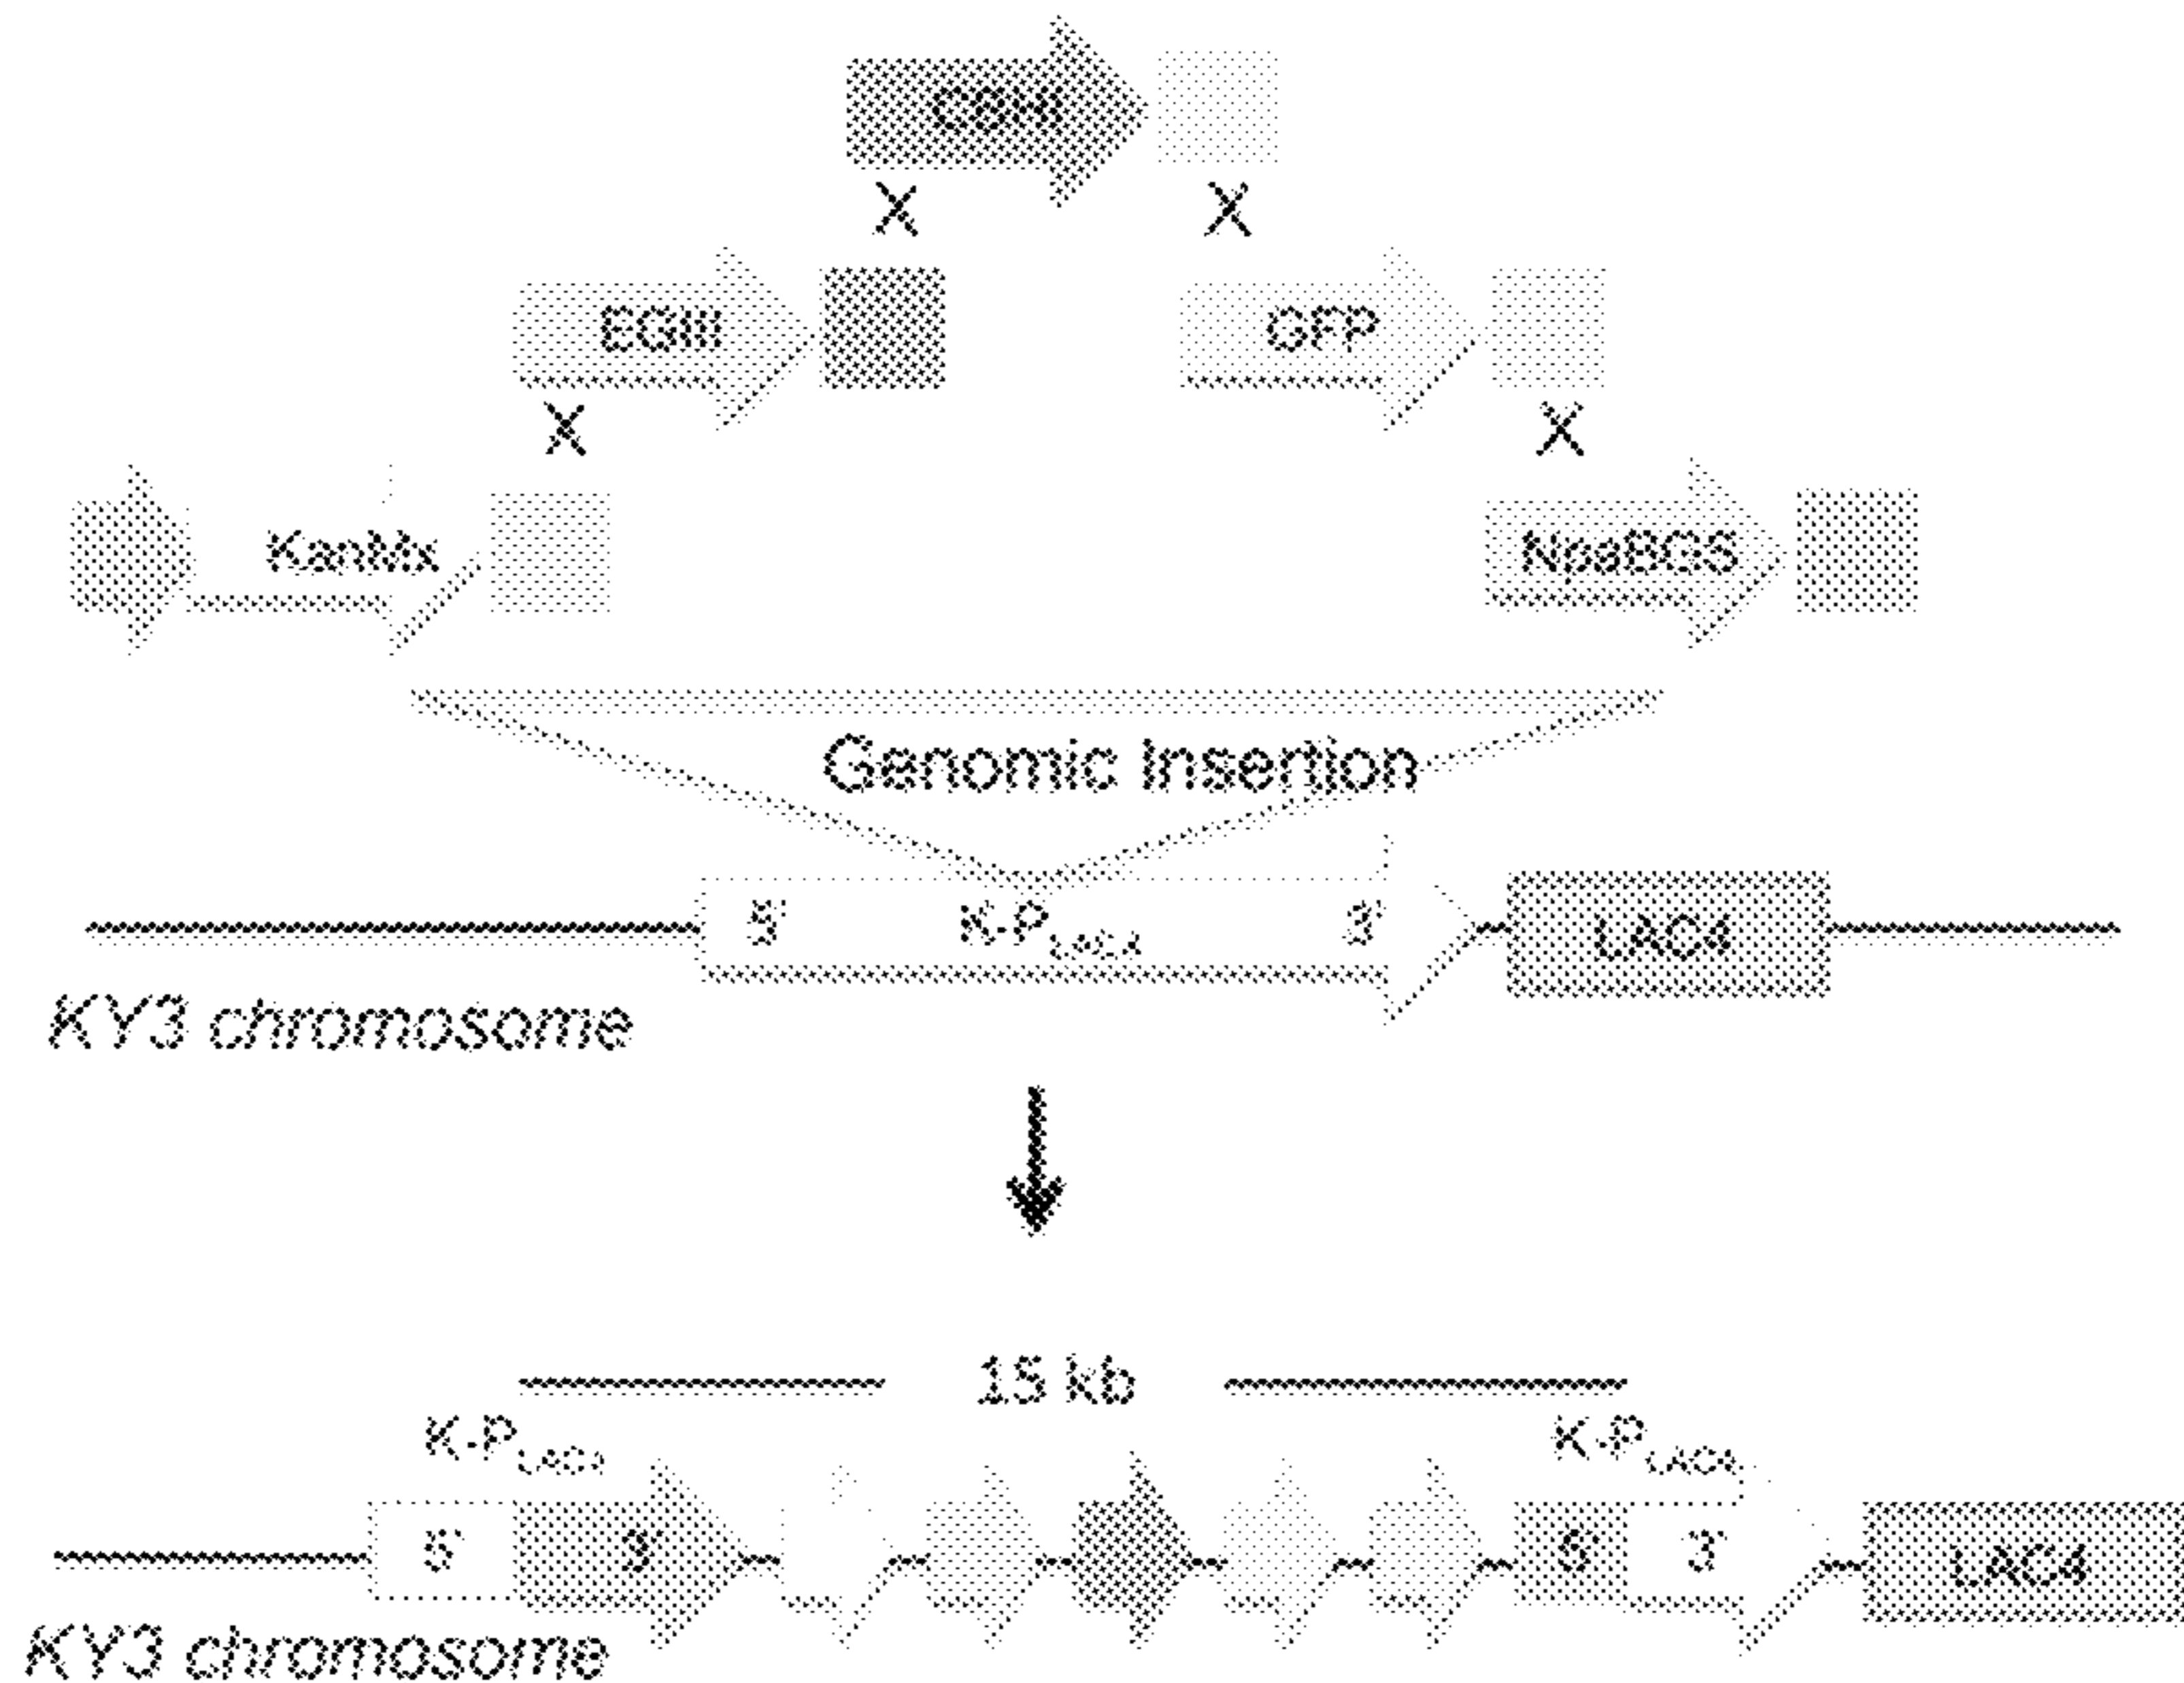 X X
EGIII GFP
X X
KanMx NpaBGS
Genomic Insertion
5' K-P 3' LAC4
KY3 chromosome
15 kb
K-P K-P
5' 3' 5' 3' LAC4
KY3 chromosome